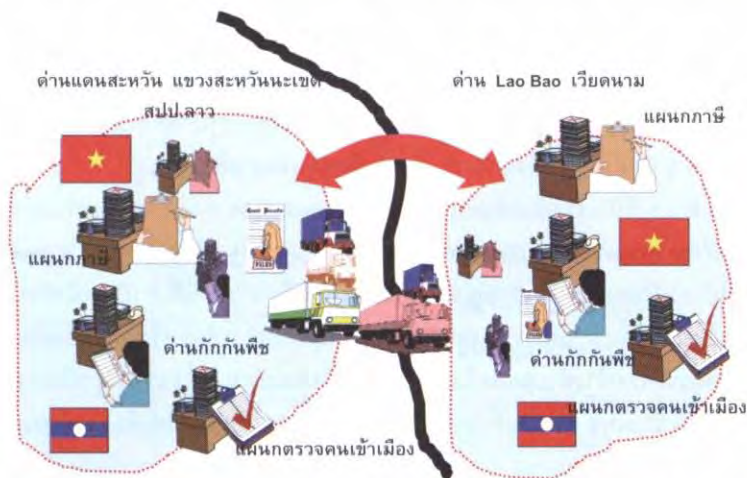 ด่านแดนสะหวัน แขวงสะหวันนะเขต
สปป.ลาว
แผนกภาษี
ด่านกักกันพืช
แผนกตรวจคนเข้าเมือง
ด่าน Lao Bao เวียดนาม
แผนกภาษี
ด่านกักกันพืช
แผนกตรวจคนเข้าเมือง